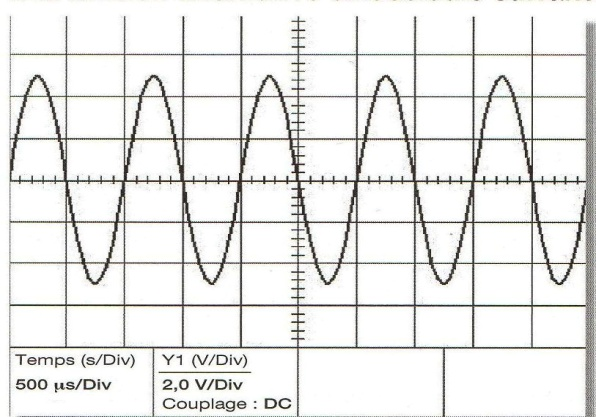 Temps (s/Div)
500 µs/Div
Y1 (V/Div)
2,0 V/Div
Couplage : DC